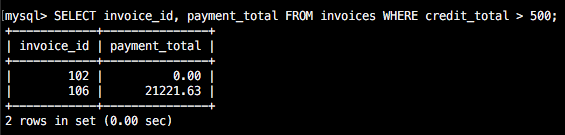 mysql> SELECT invoice_id, payment_total FROM invoices WHERE credit_total > 500;
+------------+---------------+
| invoice_id | payment_total |
+------------+---------------+
|        102 |          0.00 |
|        106 |      21221.63 |
+------------+---------------+
2 rows in set (0.00 sec)